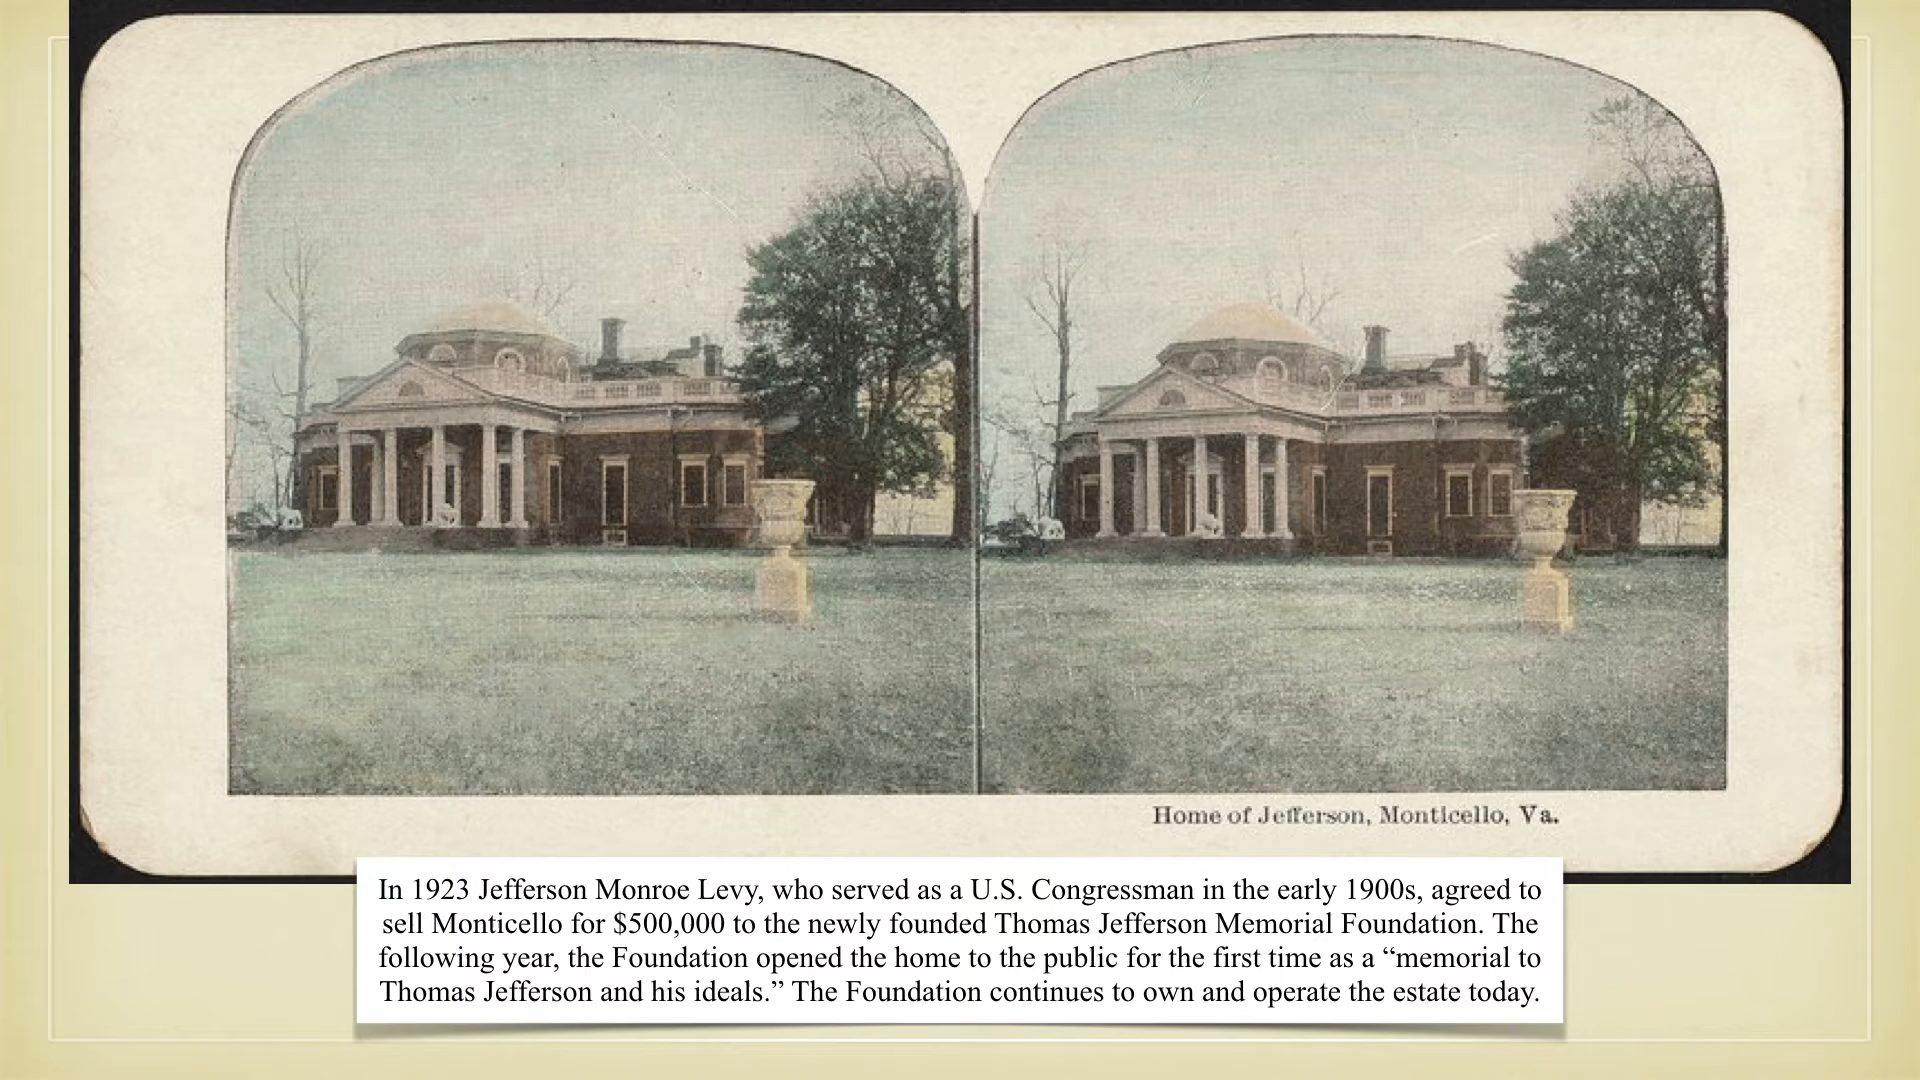 Home of Jefferson, Monticello, Va.
In 1923 Jefferson Monroe Levy, who served as a U.S. Congressman in the early 1900s, agreed to
sell Monticello for $500,000 to the newly founded Thomas Jefferson Memorial Foundation. The
following year, the Foundation opened the home to the public for the first time as a “memorial to
Thomas Jefferson and his ideals.” The Foundation continues to own and operate the estate today.